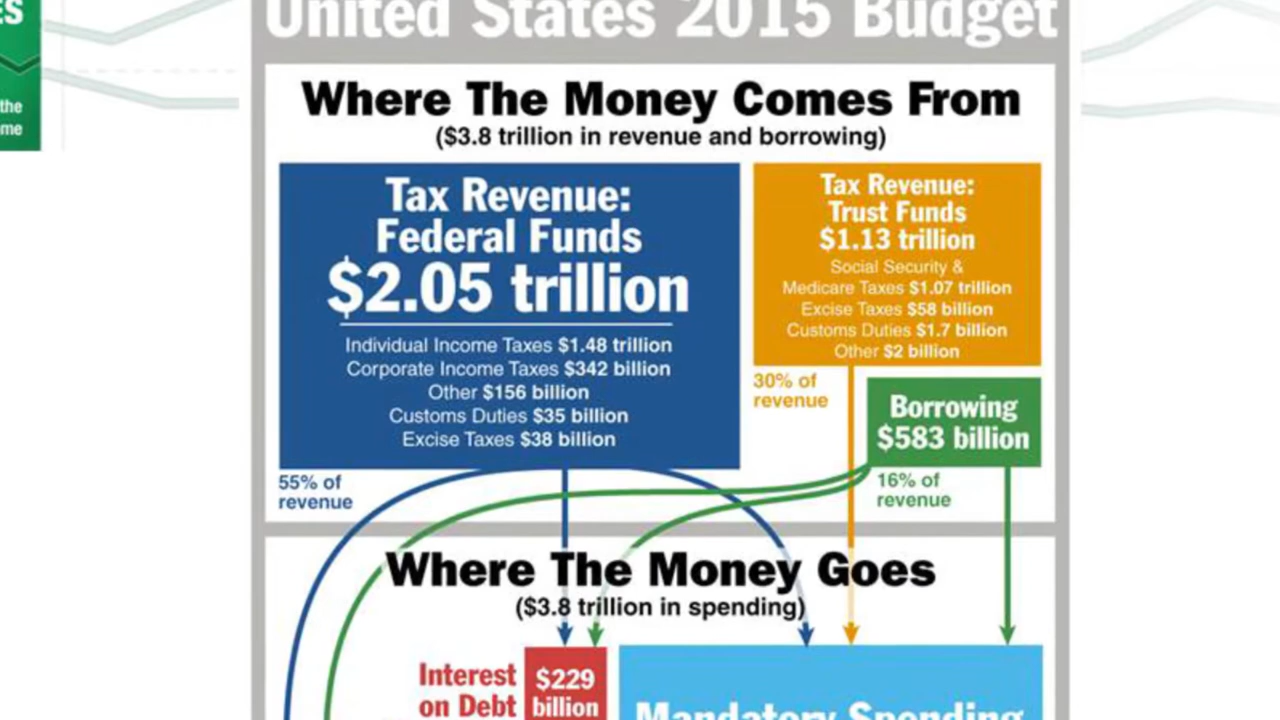 ES
the
me
United States 2015 Budget
Where The Money Comes From
($3.8 trillion in revenue and borrowing)
Tax Revenue:
Federal Funds
$2.05 trillion
Individual Income Taxes $1.48 trillion
Corporate Income Taxes $342 billion
Other $156 billion
Customs Duties $35 billion
Excise Taxes $38 billion
55% of
revenue
Tax Revenue:
Trust Funds
$1.13 trillion
Social Security &
Medicare Taxes $1.07 trillion
Excise Taxes $58 billion
Customs Duties $1.7 billion
Other $2 billion
30% of
revenue
Borrowing
$583 billion
16% of
revenue
Where The Money Goes
($3.8 trillion in spending)
Interest
on Debt
$229
billion
Mandatory Spending